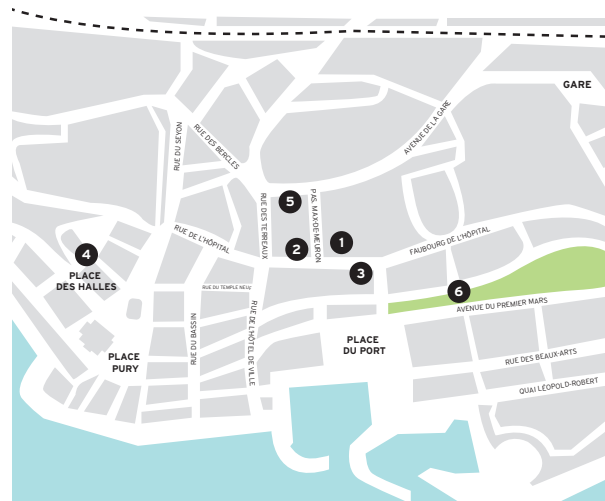 GARE
AVENUE DE LA GARE
RUE DU SEYON
RUE DES BERCLES
5
RUE DES TERREAUX
PAS. MAX-DE-MEURON
4
PLACE
DES HALLES
RUE DE L'HÔPITAL
2
1
3
FAUBOURG DE L'HÔPITAL
6
RUE DU TEMPLE NEUF
AVENUE DU PREMIER MARS
RUE DU BASSIN
RUE DE L'HÔTEL DE VILLE
PLACE
DU PORT
PLACE
PURY
RUE DES BEAUX-ARTS
QUAI LÉOPOLD-ROBERT